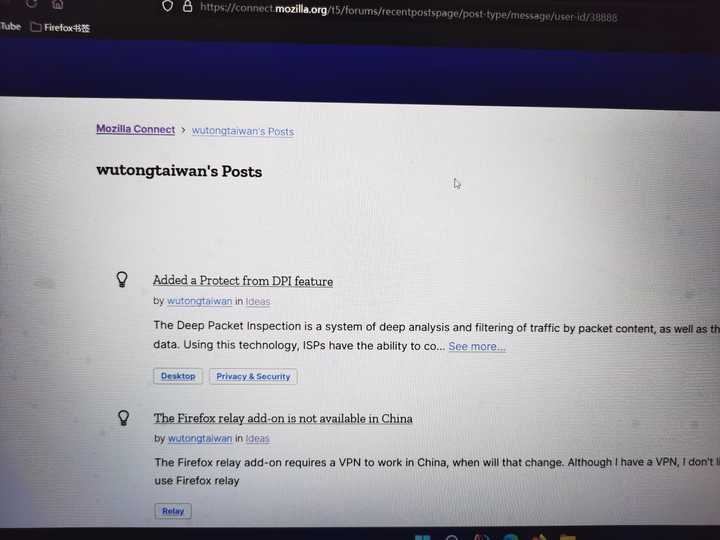 https://connect.mozilla.org/t5/forums/recentpostspage/post-type/message/user-id/38888
Tube Firefox书签
Mozilla Connect > wutongtaiwan's Posts
wutongtaiwan's Posts
Added a Protect from DPI feature
by wutongtaiwan in Ideas
The Deep Packet Inspection is a system of deep analysis and filtering of traffic by packet content, as well as th
data. Using this technology, ISPs have the ability to co... See more...
Desktop Privacy & Security
The Firefox relay add-on is not available in China
by wutongtaiwan in Ideas
The Firefox relay add-on requires a VPN to work in China, when will that change. Although I have a VPN, I don't li
use Firefox relay
Relay